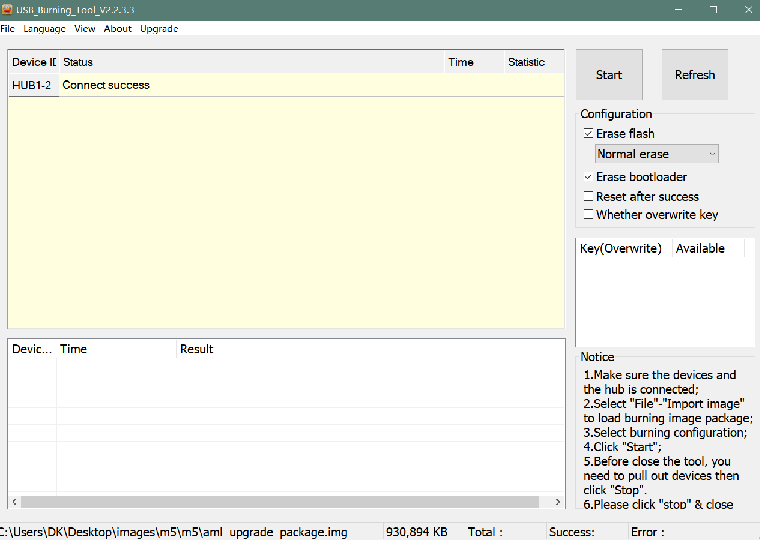 USB_Burning_Tool_V2.2.3.3
File Language View About Upgrade
Device ID Status Time Statistic
HUB1-2 Connect success
Start Refresh
Configuration
Erase flash
Normal erase
Erase bootloader
Reset after success
Whether overwrite key
Key(Overwrite) Available
Devic... Time Result
Notice
1.Make sure the devices and
the hub is connected;
2.Select "File"-"Import image"
to load burning image package;
3.Select burning configuration;
4.Click "Start";
5.Before close the tool, you
need to pull out devices then
click "Stop".
6.Please click "stop" & close
C:\Users\DK\Desktop\images\m5\m5\aml_upgrade_package.img 930,894 KB Total : Success: Error :